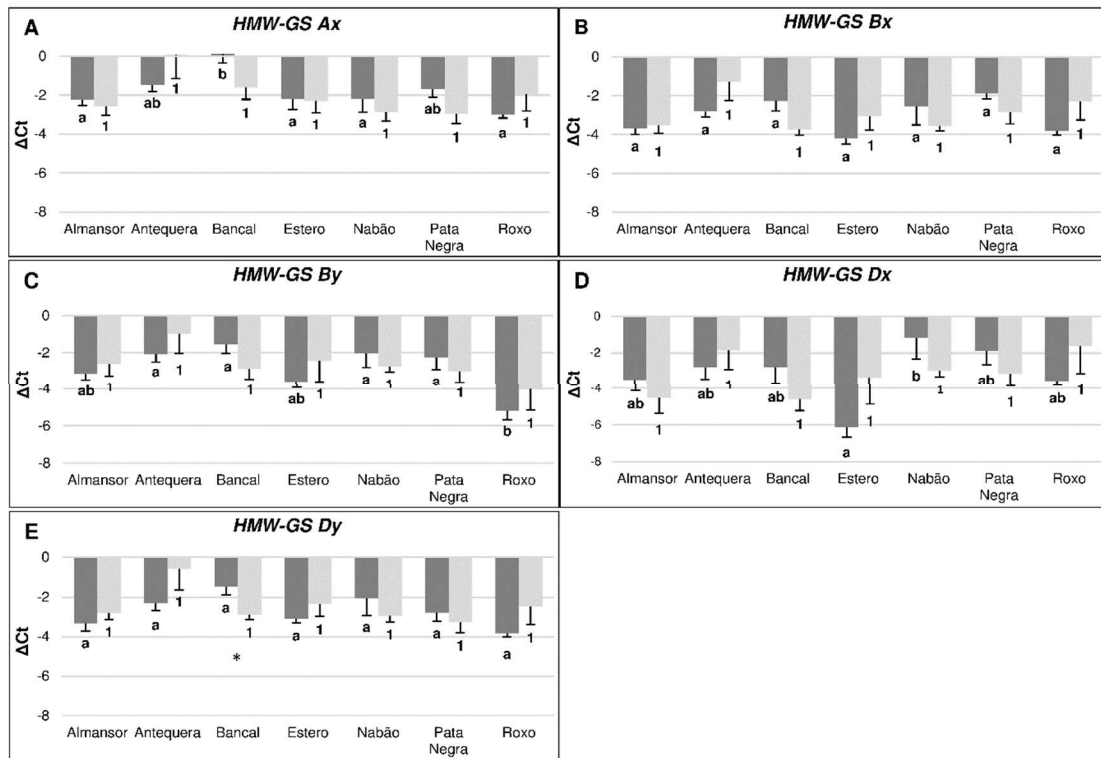 A
HMW-GS Ax
0
-2
-4
-6
-8
ΔCt
a 1 ab 1 b 1 a 1 a 1 ab 1 a 1
Almansor Antequera Bancal Estero Nabão Pata Negra Roxo
B
HMW-GS Bx
0
-2
-4
-6
-8
ΔCt
a 1 a 1 a 1 a 1 a 1 a 1 a 1
Almansor Antequera Bancal Estero Nabão Pata Negra Roxo
C
HMW-GS By
0
-2
-4
-6
-8
ΔCt
ab 1 a 1 a 1 ab 1 a 1 a 1 b 1
Almansor Antequera Bancal Estero Nabão Pata Negra Roxo
D
HMW-GS Dx
0
-2
-4
-6
-8
ΔCt
ab 1 ab 1 ab 1 a 1 b 1 ab 1 ab 1
Almansor Antequera Bancal Estero Nabão Pata Negra Roxo
E
HMW-GS Dy
0
-2
-4
-6
-8
ΔCt
a 1 a 1 a 1 a 1 a 1 a 1 a 1
*
Almansor Antequera Bancal Estero Nabão Pata Negra Roxo